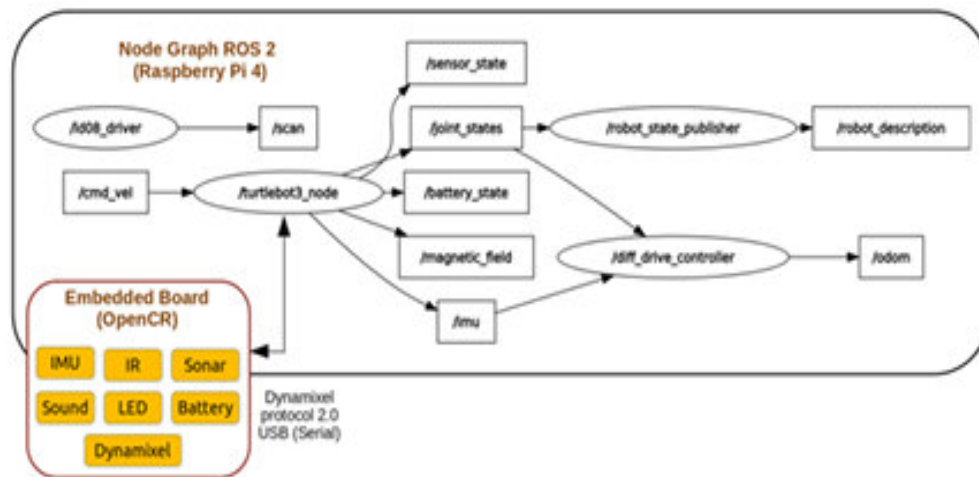 Node Graph ROS 2
(Raspberry Pi 4)
/sensor_state
/ld08_driver
/scan
/joint_states
/robot_state_publisher
/robot_description
/cmd_vel
/turtlebot3_node
/battery_state
/magnetic_field
/diff_drive_controller
/odom
/imu
Embedded Board
(OpenCR)
IMU
IR
Sonar
Sound
LED
Battery
Dynamixel
Dynamixel
protocol 2.0
USB (Serial)